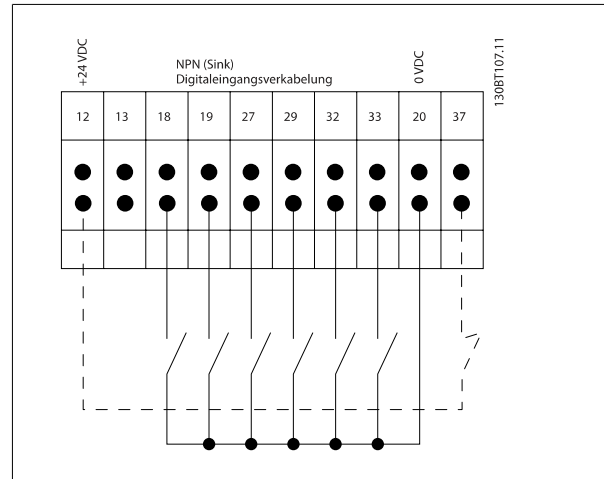 +24 VDC
NPN (Sink)
Digitaleingangsverkabelung
0 VDC
130BT107.11
12 13 18 19 27 29 32 33 20 37